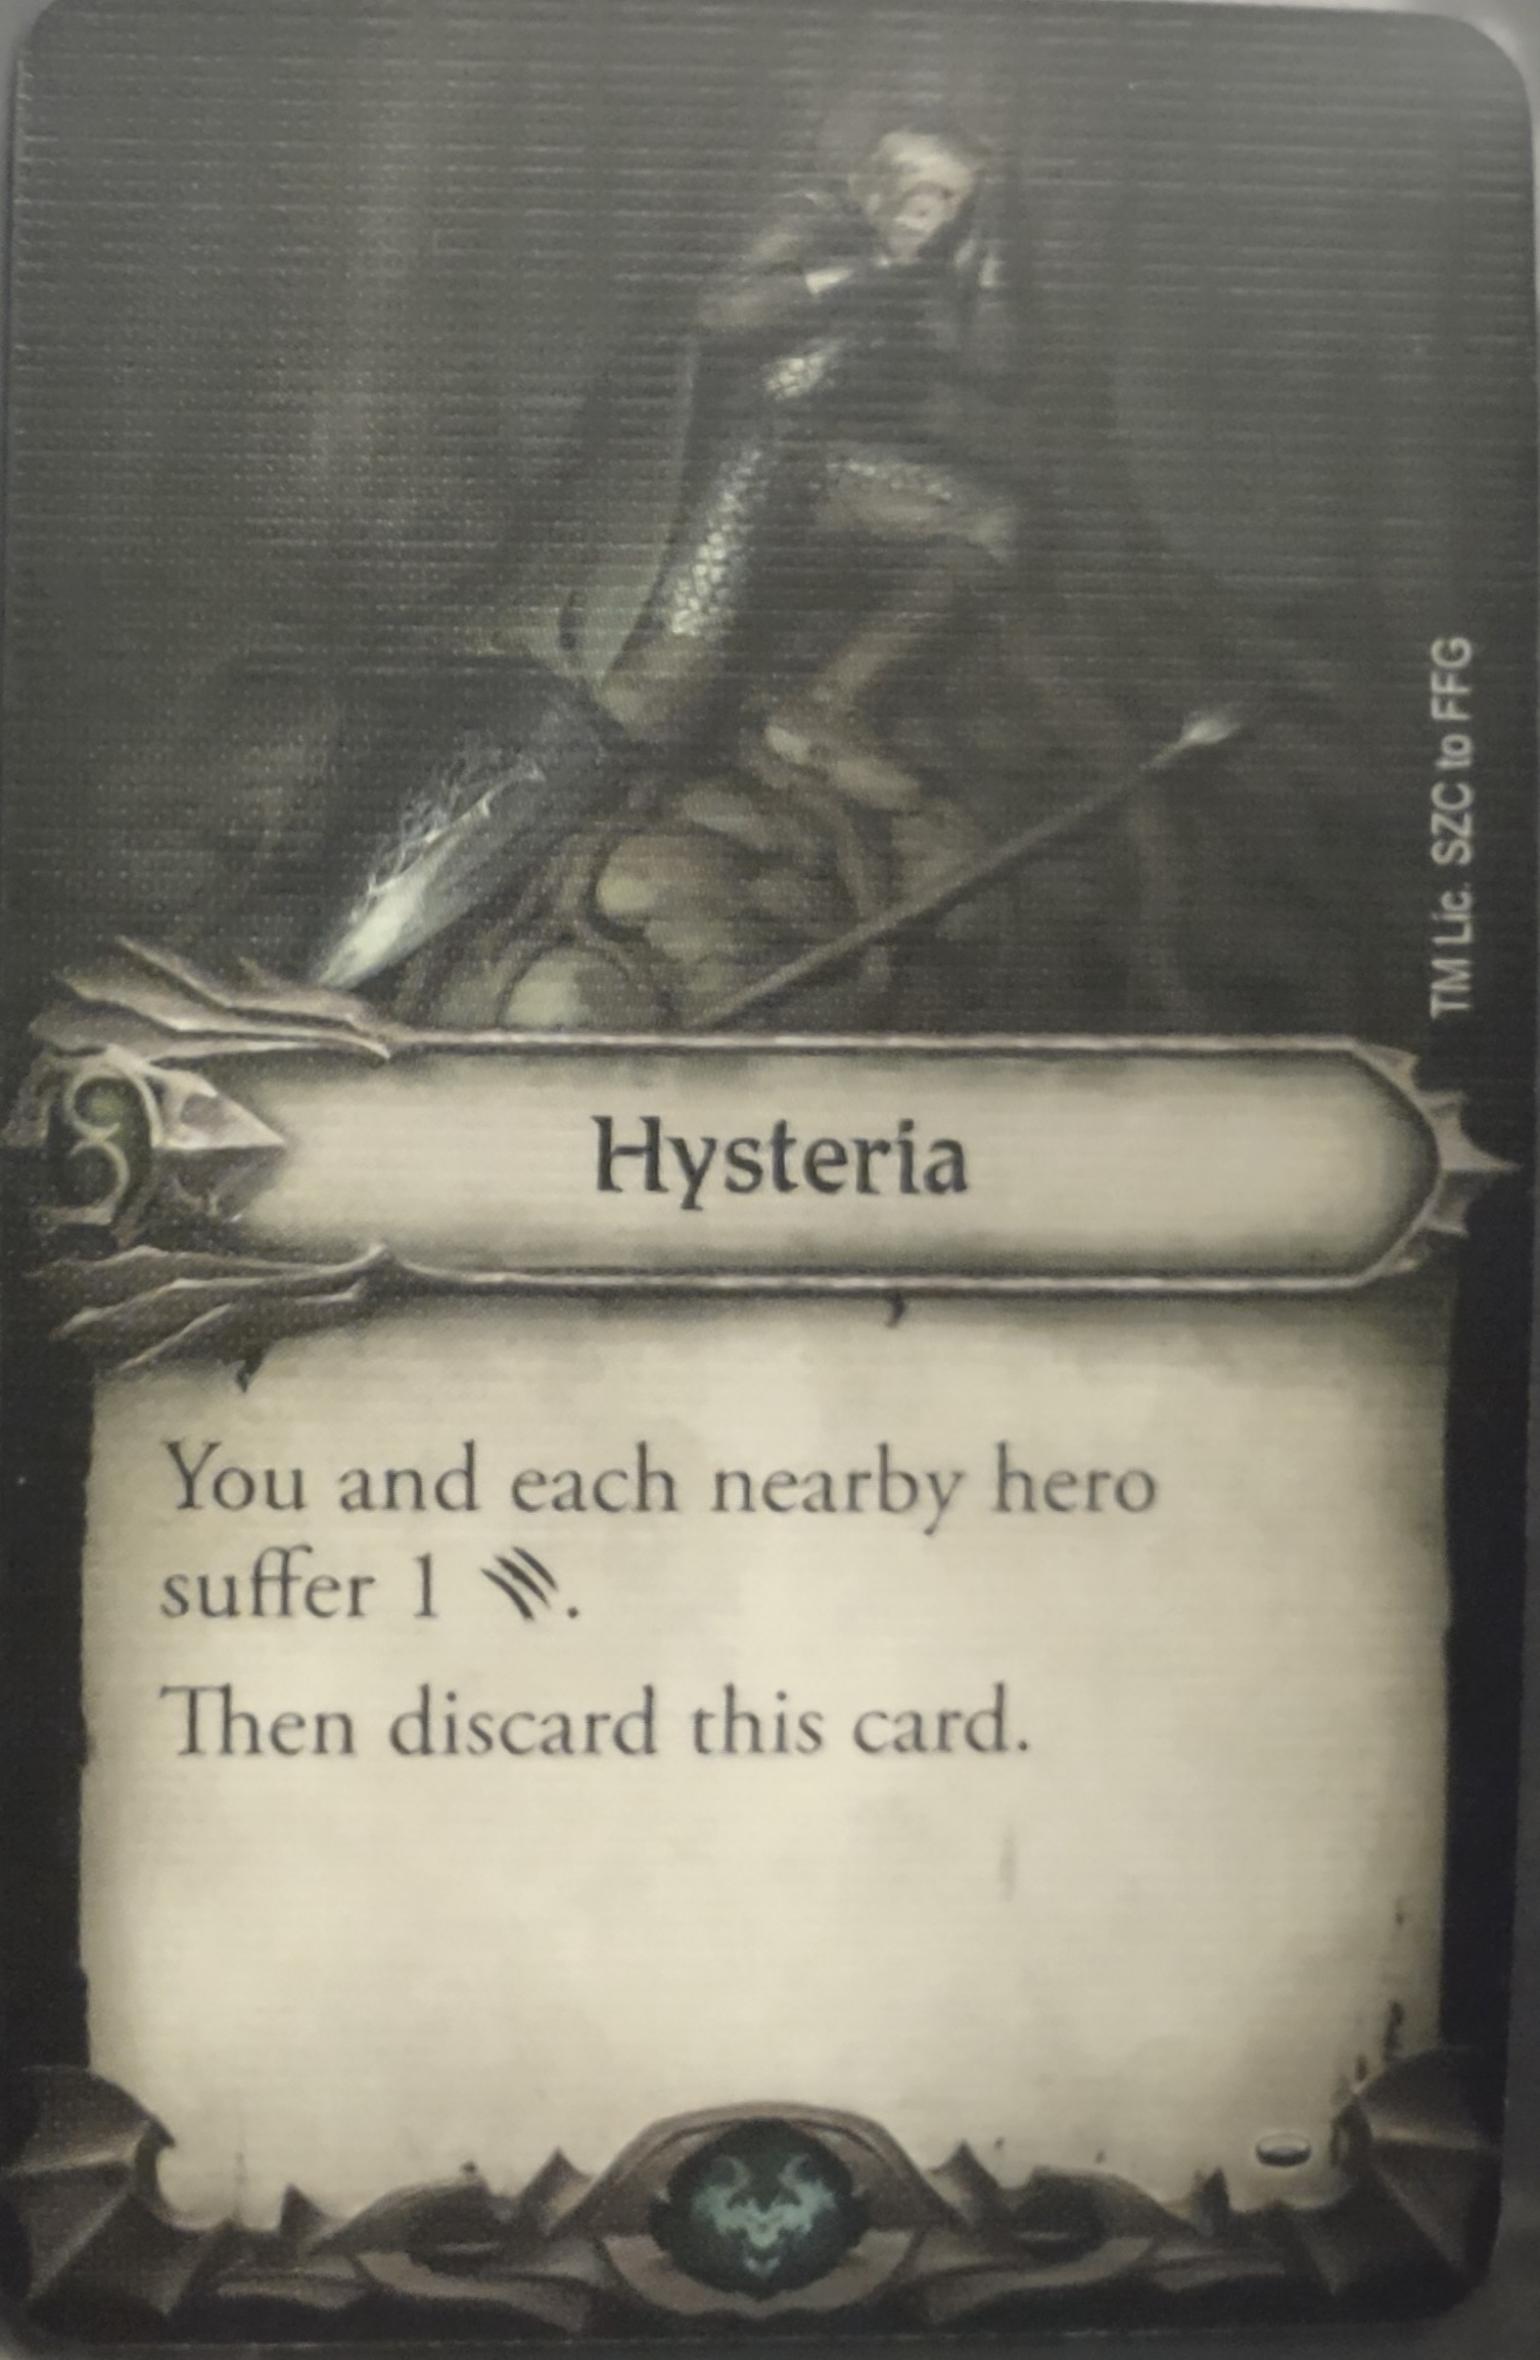 TM Lic. SZC to FFG
Hysteria
You and each nearby hero
suffer 1 .
Then discard this card.